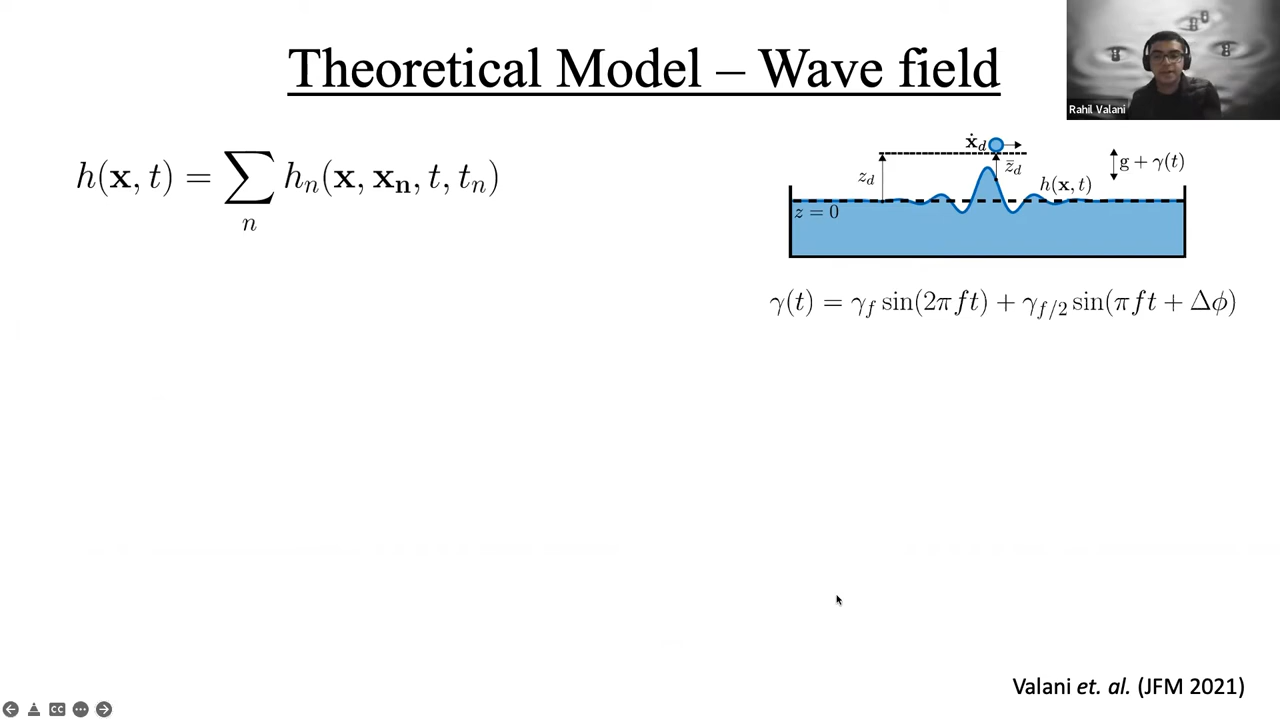 Theoretical Model – Wave field
Rahil Valani
h(𝐱, t) = ∑ₙ hₙ(𝐱, 𝐱ₙ, t, tₙ)
𝐱̇_d
z̄_d
g + γ(t)
z_d
h(𝐱, t)
z = 0
γ(t) = γ_f sin(2πft) + γ_{f/2} sin(πft + Δϕ)
Valani et. al. (JFM 2021)
CC